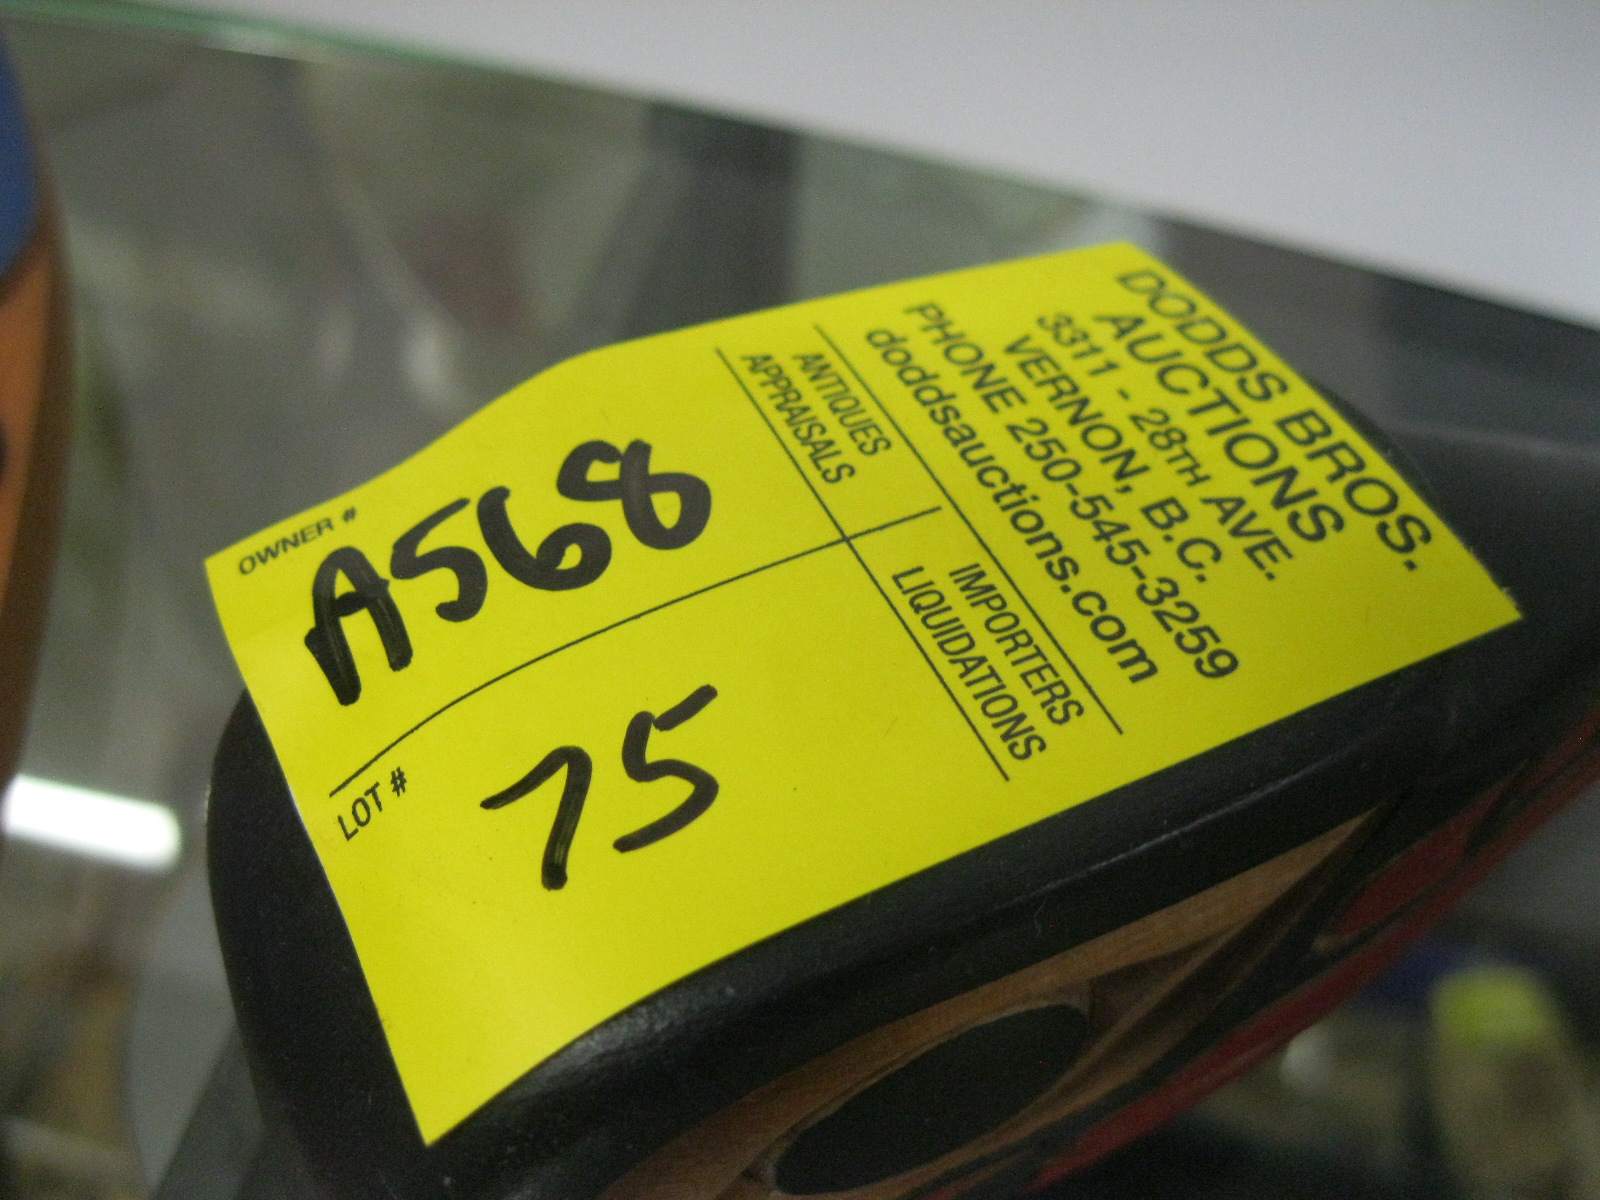 DODDS BROS.
AUCTIONS
3311 - 28TH AVE.
VERNON, B.C.
PHONE 250-545-3259
doddsauctions.com
ANTIQUES
APPRAISALS
IMPORTERS
LIQUIDATIONS
OWNER #
A568
LOT #
75